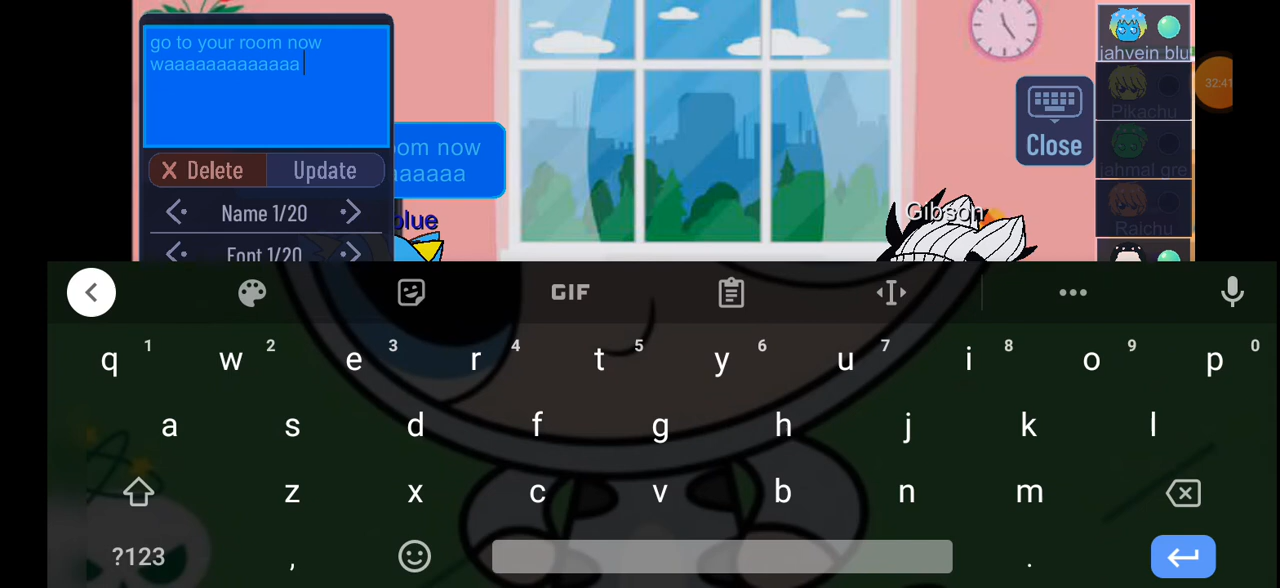 go to your room now
waaaaaaaaaaaaa
Delete
Update
Name 1/20
Font 1/20
oom now
aaaaaa
blue
Gibson
Close
iahvein blu
Pikachu
iahmal gre
Raichu
32:41
GIF
q 1 w 2 e 3 r 4 t 5 y 6 u 7 i 8 o 9 p 0
a s d f g h j k l
z x c v b n m
?123 , .